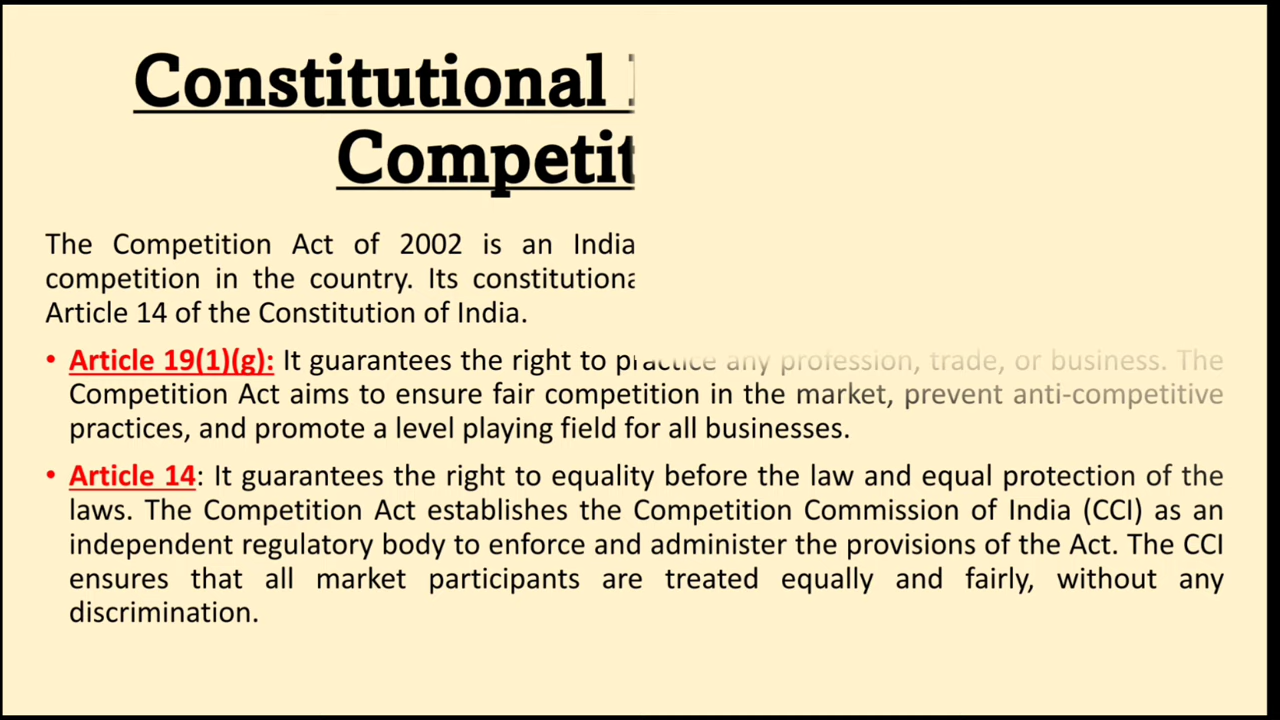 Constitutional
Competit
The Competition Act of 2002 is an India
competition in the country. Its constitutiona
Article 14 of the Constitution of India.
• Article 19(1)(g): It guarantees the right to practice any profession, trade, or business. The
Competition Act aims to ensure fair competition in the market, prevent anti-competitive
practices, and promote a level playing field for all businesses.
• Article 14: It guarantees the right to equality before the law and equal protection of the
laws. The Competition Act establishes the Competition Commission of India (CCI) as an
independent regulatory body to enforce and administer the provisions of the Act. The CCI
ensures that all market participants are treated equally and fairly, without any
discrimination.